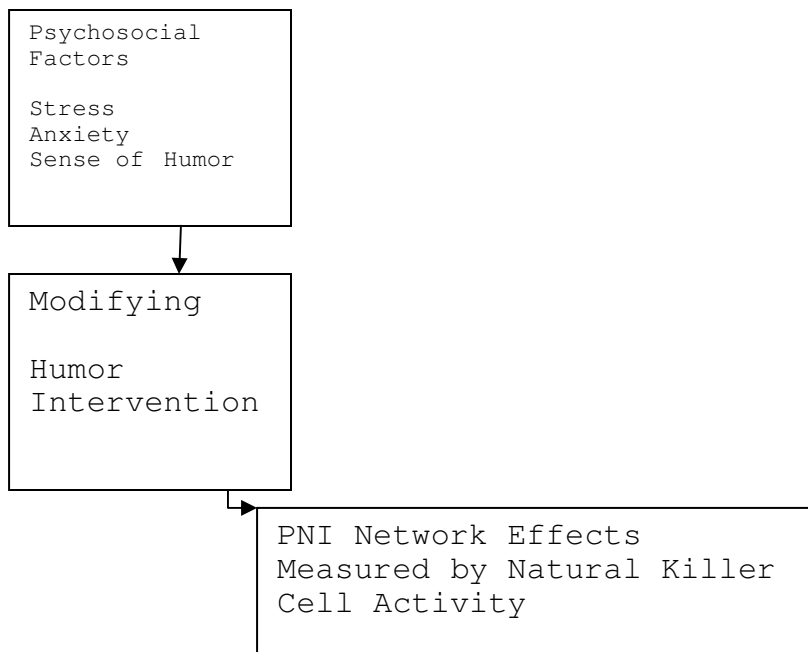 Psychosocial
Factors
Stress
Anxiety
Sense of Humor
Modifying
Humor
Intervention
PNI Network Effects
Measured by Natural Killer
Cell Activity